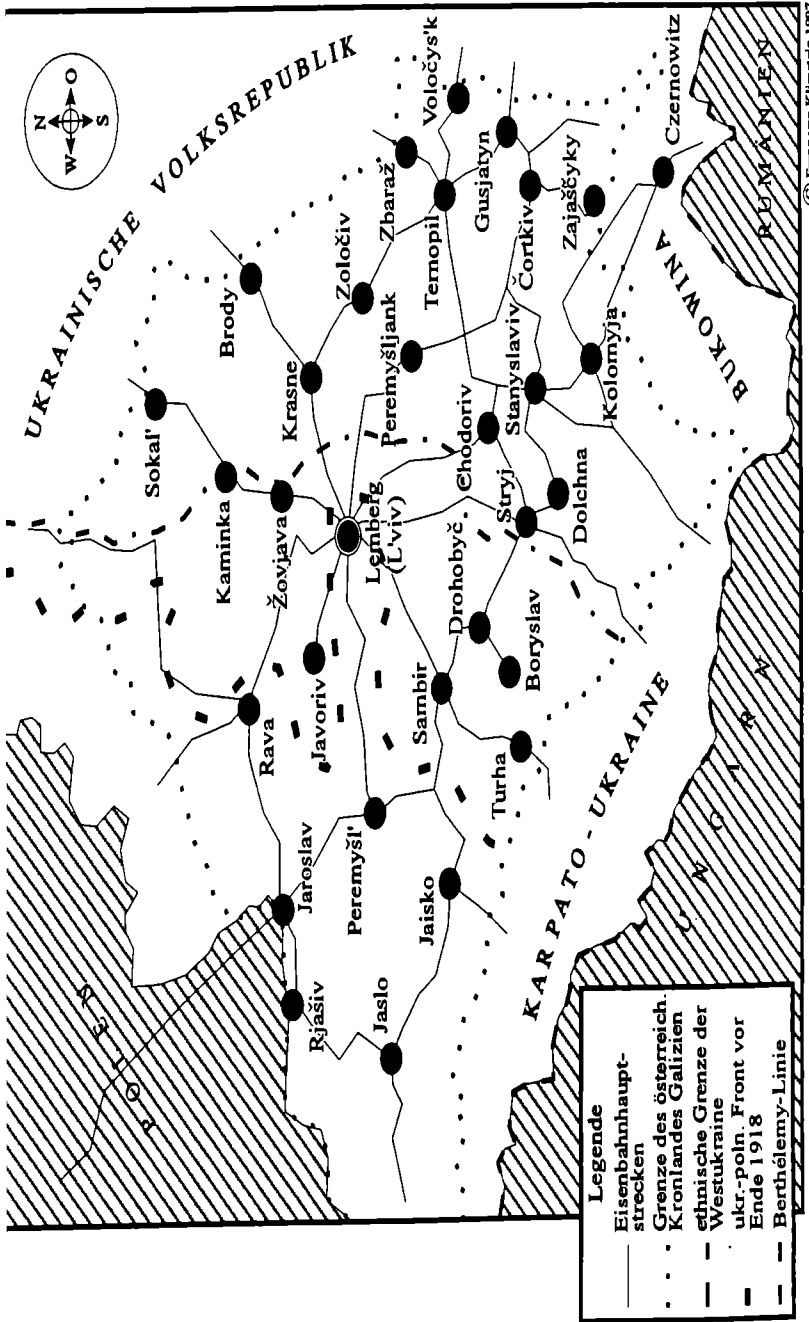 N
W O
S
UKRAINISCHE VOLKSREPUBLIK
POLEN
Sokal'
Brody
Kaminka
Krasne
Zoločiv
Zbaraž
Voločys'k
Žovjava
Rava
Javoriv
Lemberg
(L'viv)
Peremyšljank
Ternopil
Gusjatyn
Jaroslav
Rjašiv
Peremyšl'
Sambir
Chodoriv
Stanyslaviv
Čortkiv
Zajaščyky
Czernowitz
Jaslo
Jaisko
Drohobyč
Stryj
Boryslav
Dolchna
Kolomyja
Turha
KARPATO-UKRAINE
BUKOWINA
UNGIRN
RUMÄNIEN
Legende
Eisenbahnhaupt-
strecken
Grenze des österreich.
Kronlandes Galizien
ethnische Grenze der
Westukraine
ukr.-poln. Front vor
Ende 1918
Berthélemy-Linie